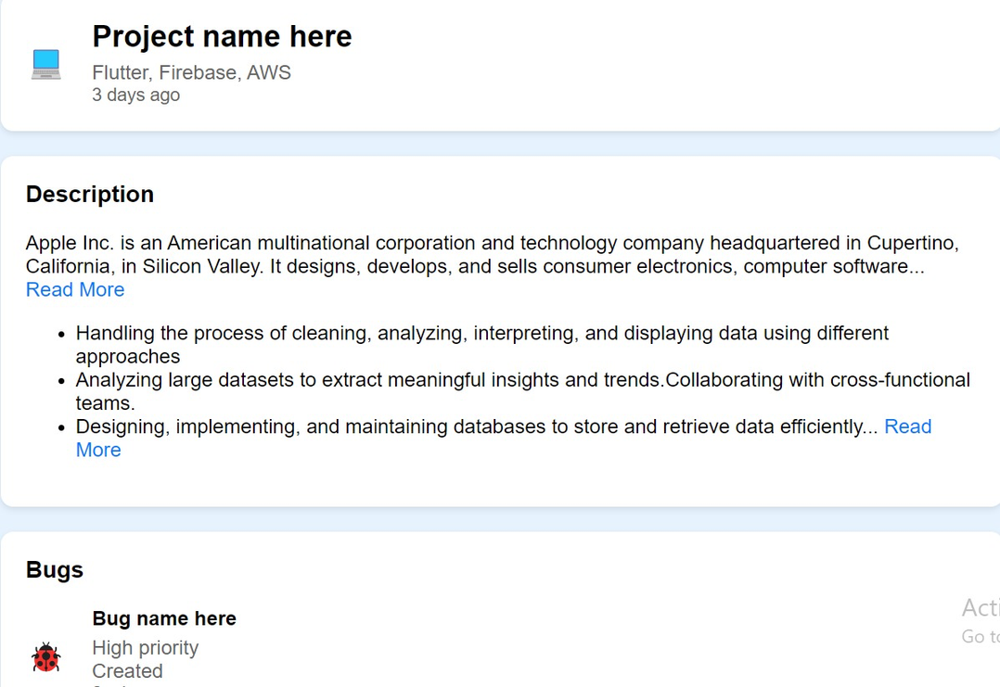 Project name here
Flutter, Firebase, AWS
3 days ago
Description
Apple Inc. is an American multinational corporation and technology company headquartered in Cupertino,
California, in Silicon Valley. It designs, develops, and sells consumer electronics, computer software...
Read More
Handling the process of cleaning, analyzing, interpreting, and displaying data using different
approaches
Analyzing large datasets to extract meaningful insights and trends.Collaborating with cross-functional
teams.
Designing, implementing, and maintaining databases to store and retrieve data efficiently... Read
More
Bugs
Bug name here
High priority
Created
Go